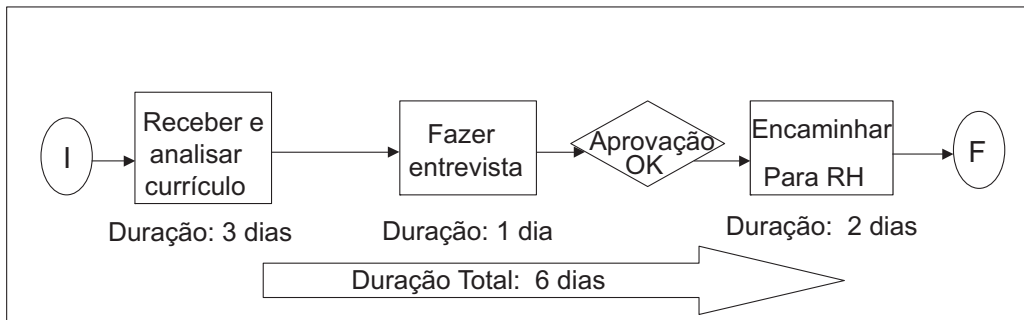 I
Receber e
analisar
currículo
Fazer
entrevista
Aprovação
OK
Encaminhar
Para RH
F
Duração: 3 dias
Duração: 1 dia
Duração: 2 dias
Duração Total: 6 dias